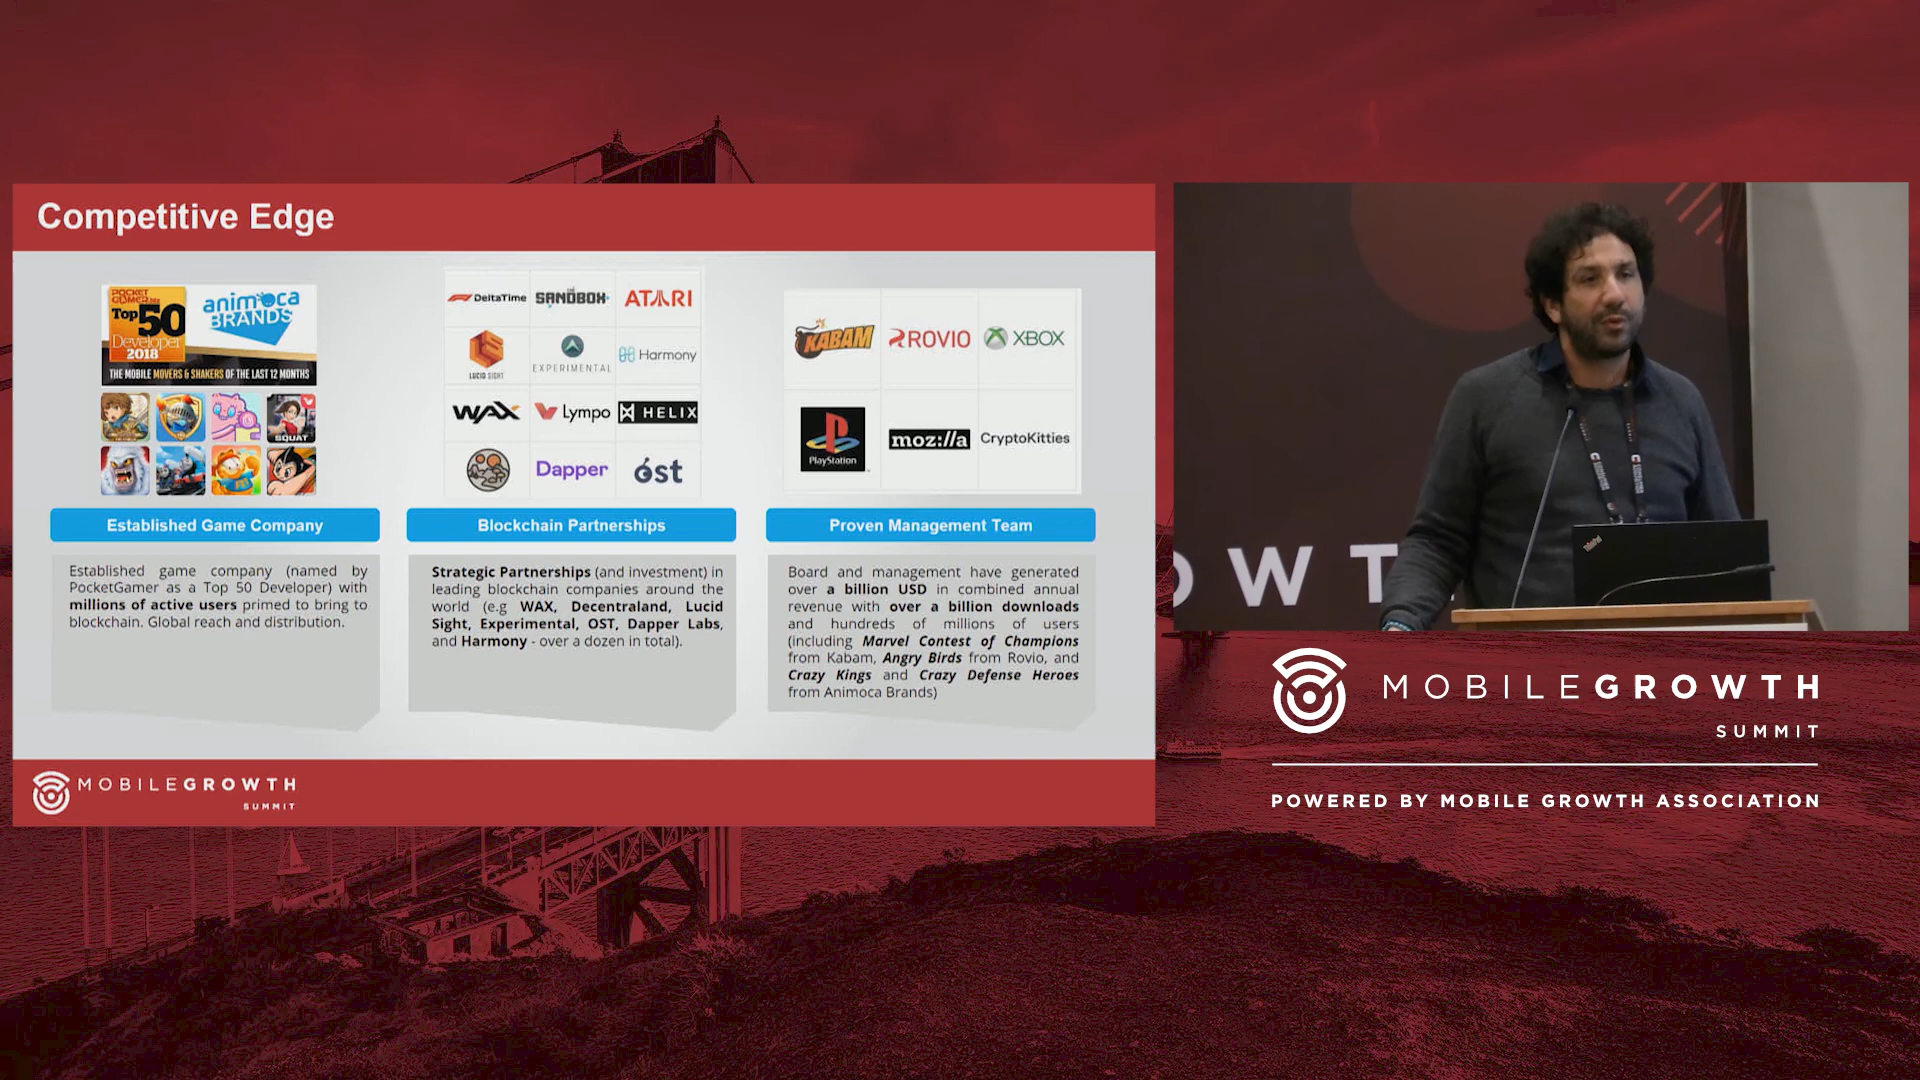 Competitive Edge
POCKET
GAMER.biz
Top 50
Developer
2018
animoca
BRANDS
THE MOBILE MOVERS & SHAKERS OF THE LAST 12 MONTHS
SQUAT
Established Game Company
Established game company (named by
PocketGamer as a Top 50 Developer) with
millions of active users primed to bring to
blockchain. Global reach and distribution.
F1 DeltaTime
THE
SANDBOX
ATARI
LUCID SIGHT
EXPERIMENTAL
Harmony
WAX
Lympo
HELIX
Dapper
ost
Blockchain Partnerships
Strategic Partnerships (and investment) in
leading blockchain companies around the
world (e.g WAX, Decentraland, Lucid
Sight, Experimental, OST, Dapper Labs,
and Harmony - over a dozen in total).
KABAM
ROVIO
XBOX
PlayStation
moz://a
CryptoKitties
Proven Management Team
Board and management have generated
over a billion USD in combined annual
revenue with over a billion downloads
and hundreds of millions of users
(including Marvel Contest of Champions
from Kabam, Angry Birds from Rovio, and
Crazy Kings and Crazy Defense Heroes
from Animoca Brands)
MOBILEGROWTH
SUMMIT
OWT
ThinkPad
MOBILEGROWTH
SUMMIT
POWERED BY MOBILE GROWTH ASSOCIATION